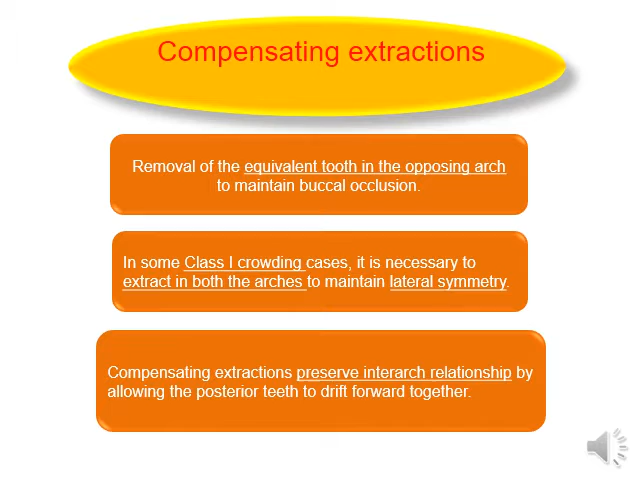 Compensating extractions
Removal of the equivalent tooth in the opposing arch
to maintain buccal occlusion.
In some Class I crowding cases, it is necessary to
extract in both the arches to maintain lateral symmetry.
Compensating extractions preserve interarch relationship by
allowing the posterior teeth to drift forward together.